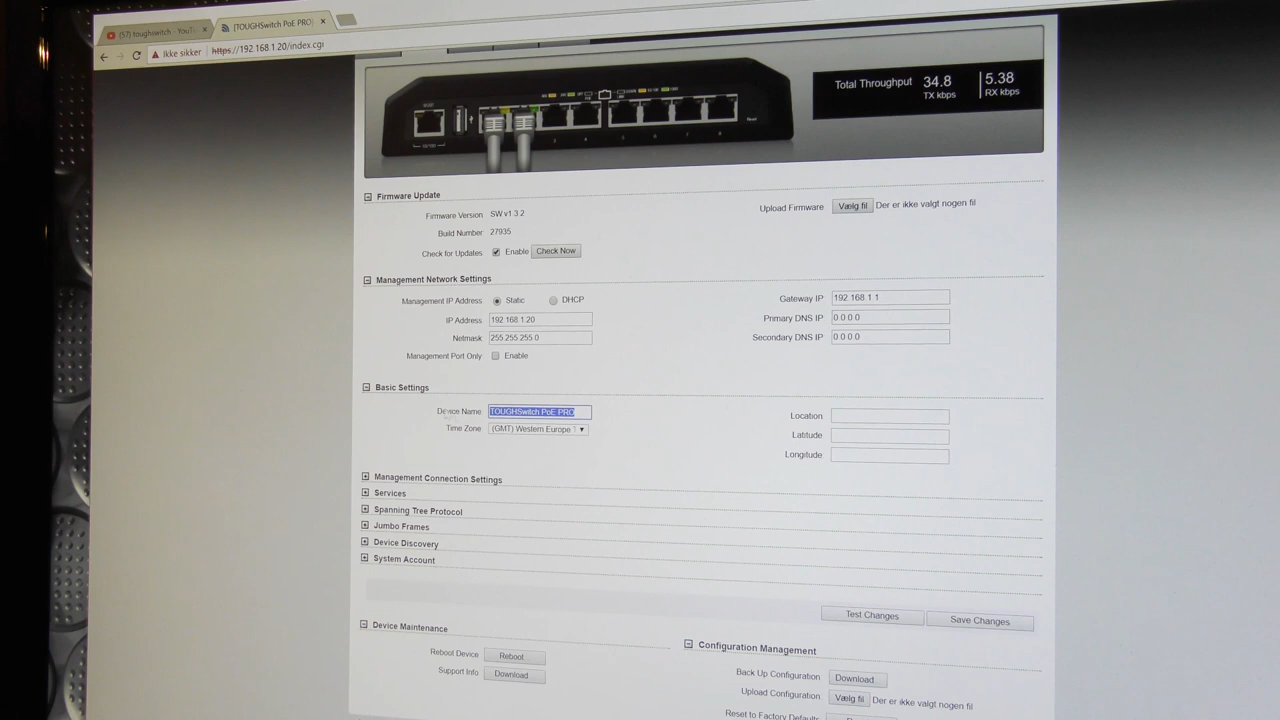 (57) toughswitch - YouT
[TOUGHSwitch PoE PRO]
Ikke sikker https://192.168.1.20/index.cgi
Total Throughput 34.8 TX kbps 5.38 RX kbps
Firmware Update
Firmware Version SW v1.3.2
Build Number 27935
Check for Updates Enable Check Now
Upload Firmware Vælg fil Der er ikke valgt nogen fil
Management Network Settings
Management IP Address Static DHCP
IP Address 192.168.1.20
Netmask 255.255.255.0
Management Port Only Enable
Gateway IP 192.168.1.1
Primary DNS IP 0.0.0.0
Secondary DNS IP 0.0.0.0
Basic Settings
Device Name TOUGHSwitch PoE PRO
Time Zone (GMT) Western Europe T
Location
Latitude
Longitude
Management Connection Settings
Services
Spanning Tree Protocol
Jumbo Frames
Device Discovery
System Account
Test Changes Save Changes
Device Maintenance
Reboot Device Reboot
Support Info Download
Configuration Management
Back Up Configuration Download
Upload Configuration Vælg fil Der er ikke valgt nogen fil
Reset to Factory Defaults